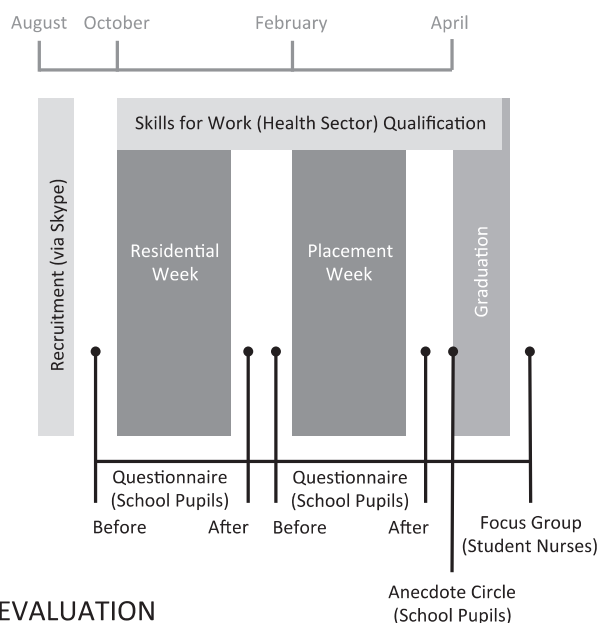 August October February April
Skills for Work (Health Sector) Qualification
Recruitment (via Skype)
Residential
Week
Placement
Week
Graduation
Questionnaire
(School Pupils)
Before After
Questionnaire
(School Pupils)
Before After
Focus Group
(Student Nurses)
Anecdote Circle
(School Pupils)
EVALUATION